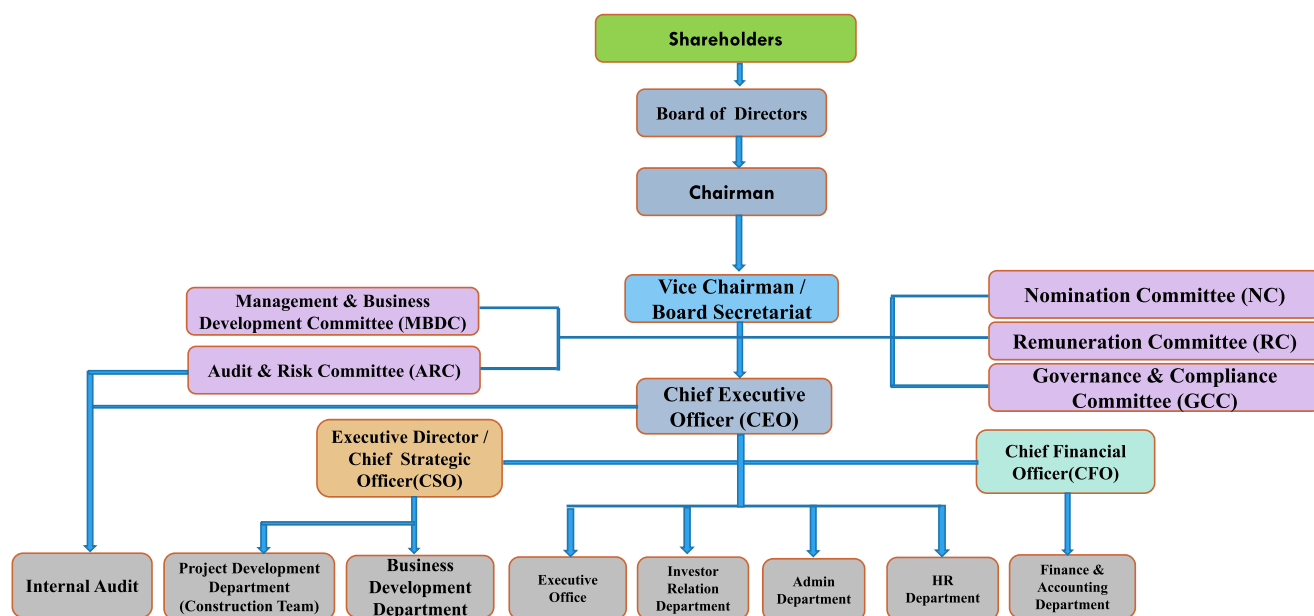 Shareholders
Board of  Directors
Chairman
Vice Chairman /
Board Secretariat
Management & Business
Development Committee (MBDC)
Audit & Risk Committee (ARC)
Nomination Committee (NC)
Remuneration Committee (RC)
Governance & Compliance
Committee (GCC)
Chief Executive
Officer (CEO)
Executive Director /
Chief  Strategic
Officer(CSO)
Chief Financial
Officer(CFO)
Internal Audit
Project Development
Department
(Construction Team)
Business
Development
Department
Executive
Office
Investor
Relation
Department
Admin
Department
HR
Department
Finance &
Accounting
Department